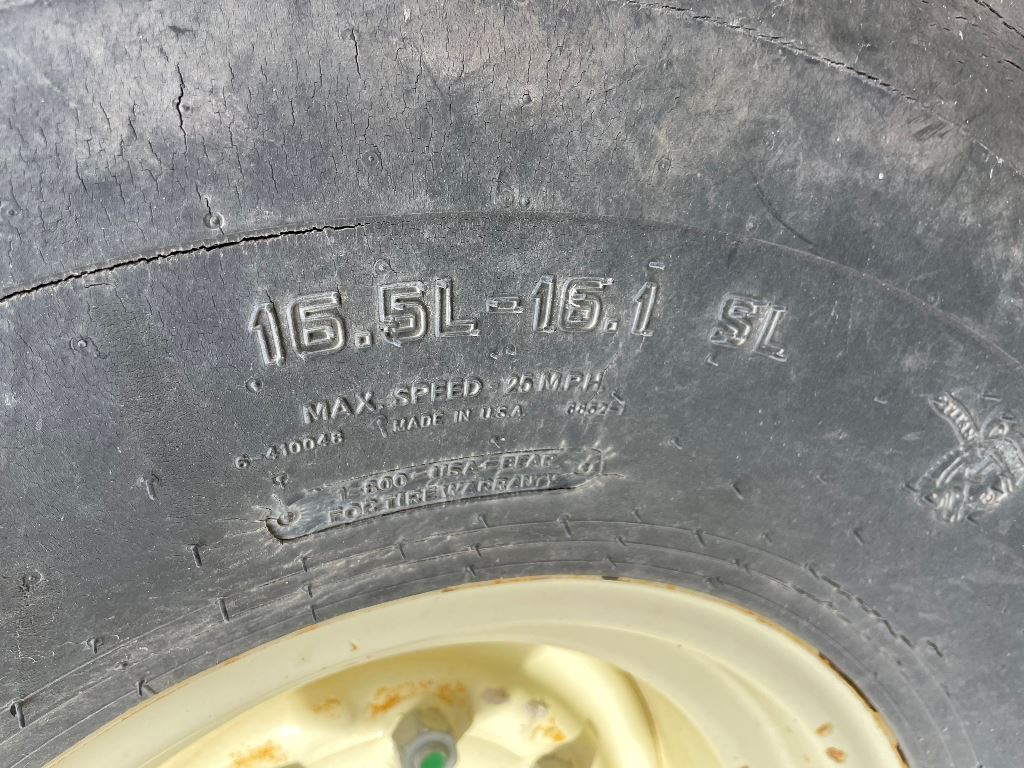 16.5L-16.1 SL
MAX. SPEED 25 MPH.
MADE IN U.S.A.
6-410048
1-800-USA-BEAR
FOR TIRE WARRANTY